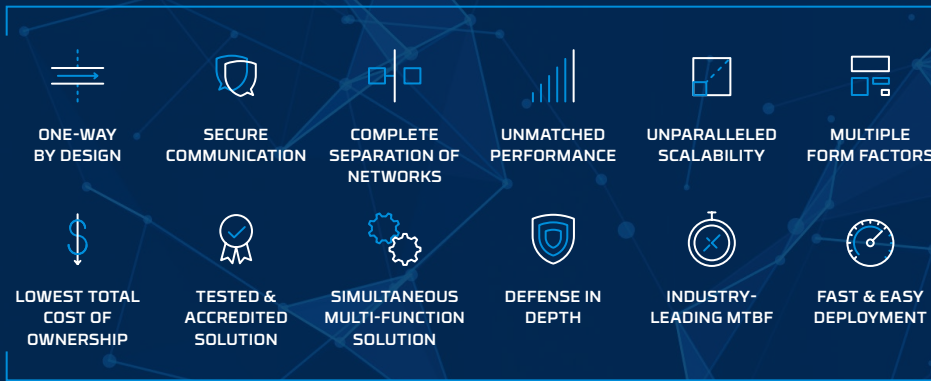 ONE-WAY
BY DESIGN
SECURE
COMMUNICATION
COMPLETE
SEPARATION OF
NETWORKS
UNMATCHED
PERFORMANCE
UNPARALLELED
SCALABILITY
MULTIPLE
FORM FACTORS
LOWEST TOTAL
COST OF
OWNERSHIP
TESTED &
ACCREDITED
SOLUTION
SIMULTANEOUS
MULTI-FUNCTION
SOLUTION
DEFENSE IN
DEPTH
INDUSTRY-
LEADING MTBF
FAST & EASY
DEPLOYMENT